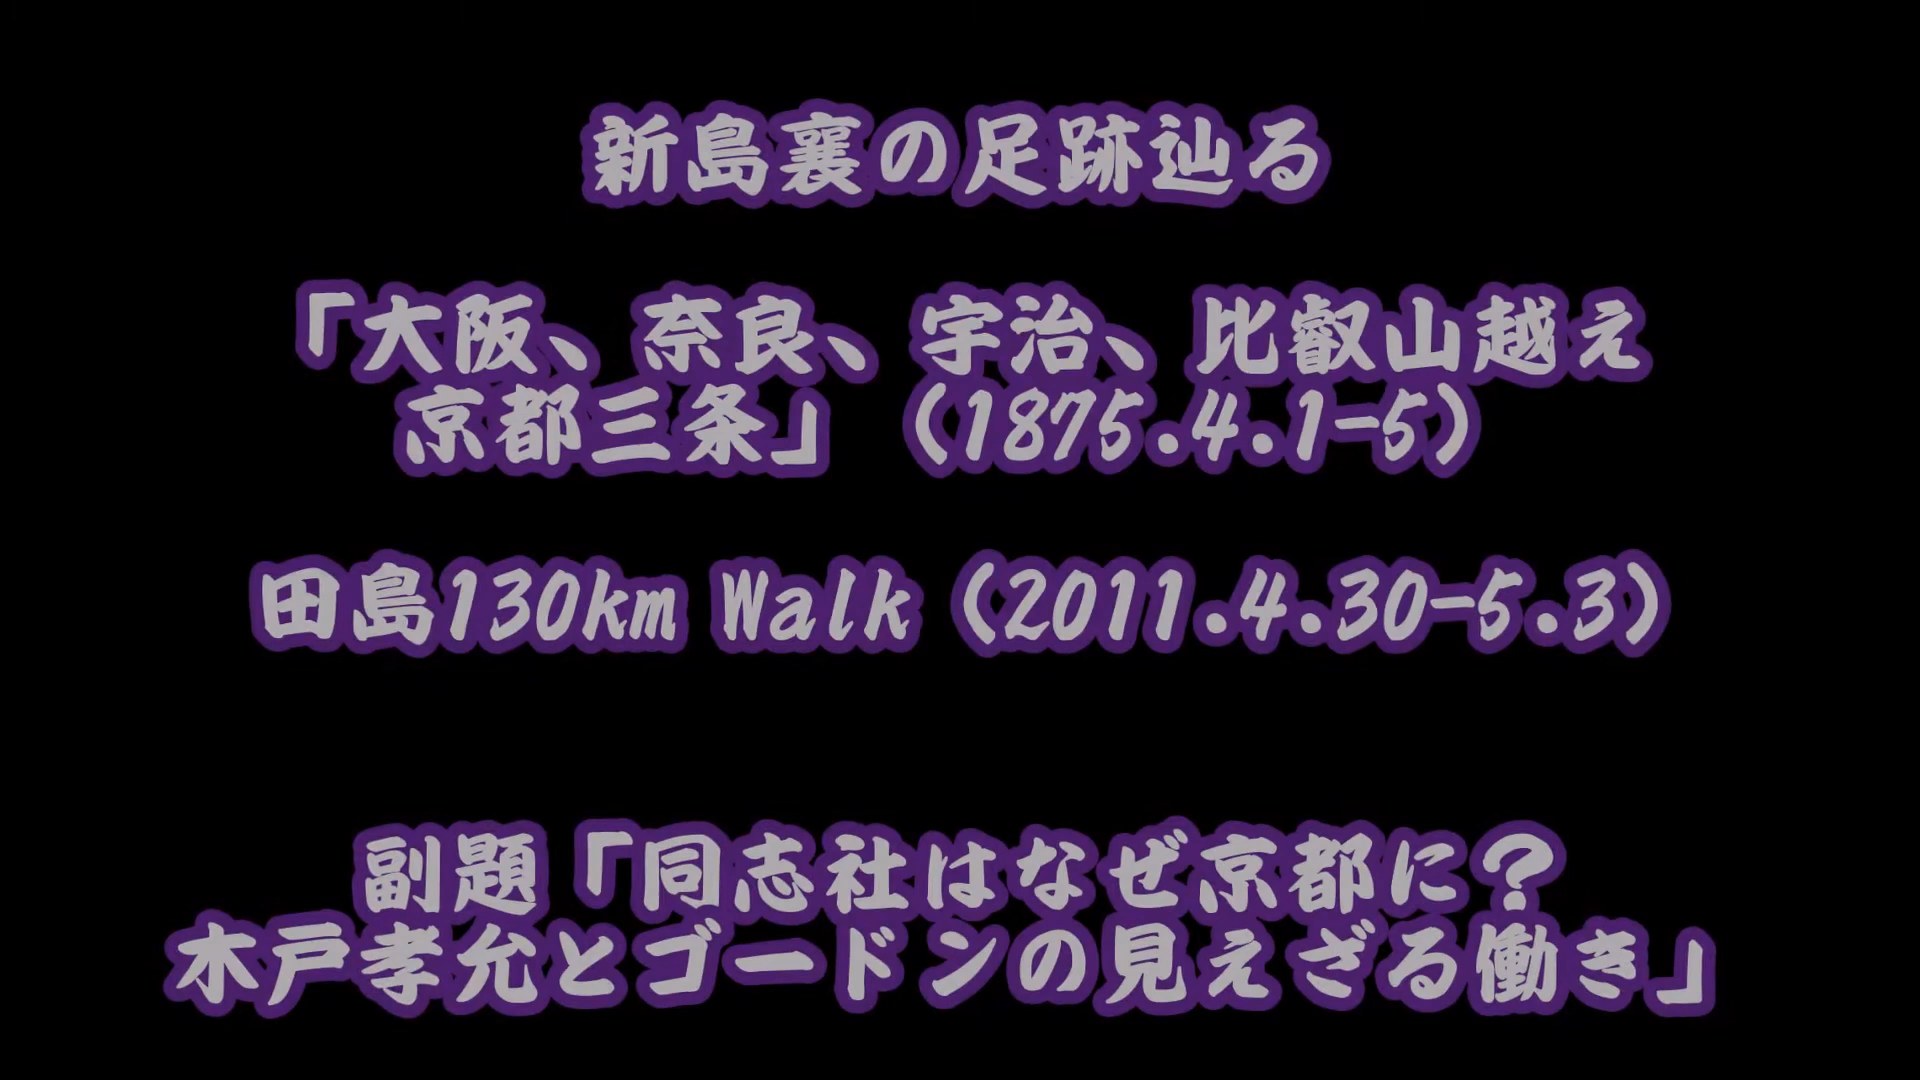 新島襄の足跡辿る
「大阪、奈良、宇治、比叡山越え
京都三条」（1875.4.1-5）
田島130km Walk（2011.4.30-5.3）
副題「同志社はなぜ京都に？
木戸孝允とゴードンの見えざる働き」